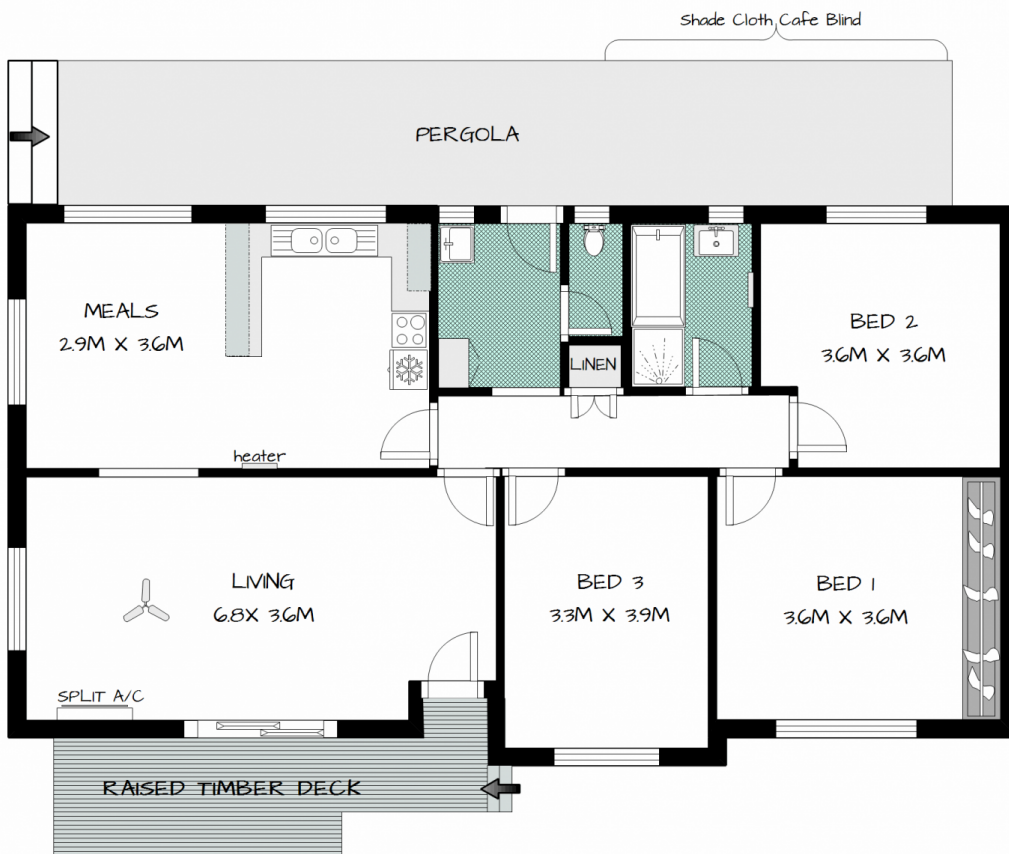 Shade Cloth Cafe Blind
PERGOLA
MEALS
2.9M X 3.6M
LINEN
BED 2
3.6M X 3.6M
heater
LIVING
6.8X 3.6M
BED 3
3.3M X 3.9M
BED 1
3.6M X 3.6M
SPLIT A/C
RAISED TIMBER DECK